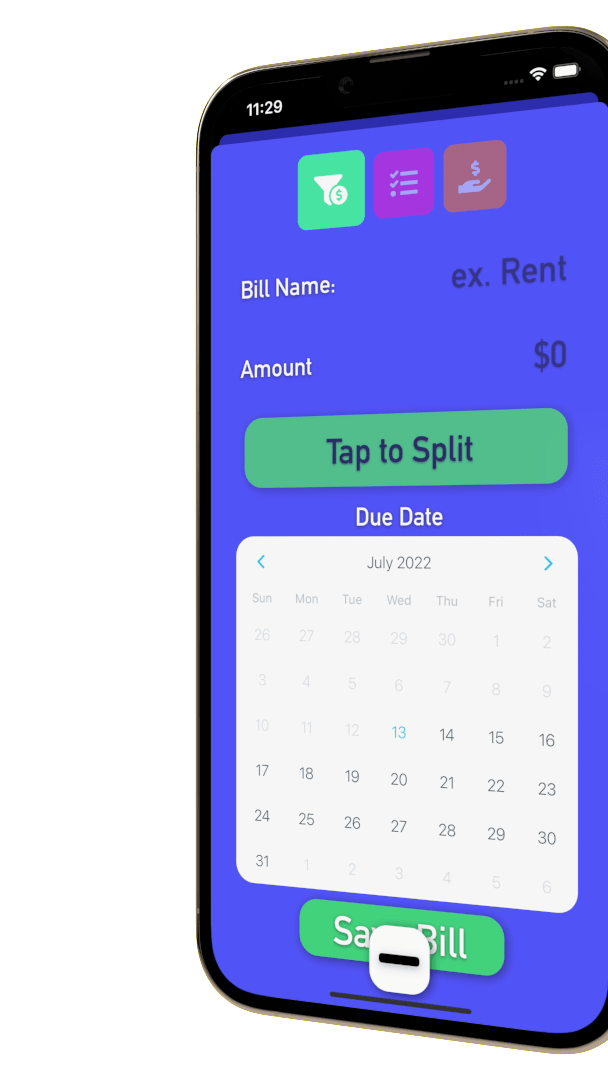 11:29
Bill Name: ex. Rent
Amount $0
Tap to Split
Due Date
July 2022
Sun Mon Tue Wed Thu Fri Sat
26 27 28 29 30 1 2
3 4 5 6 7 8 9
10 11 12 13 14 15 16
17 18 19 20 21 22 23
24 25 26 27 28 29 30
31 1 2 3 4 5 6
Bill